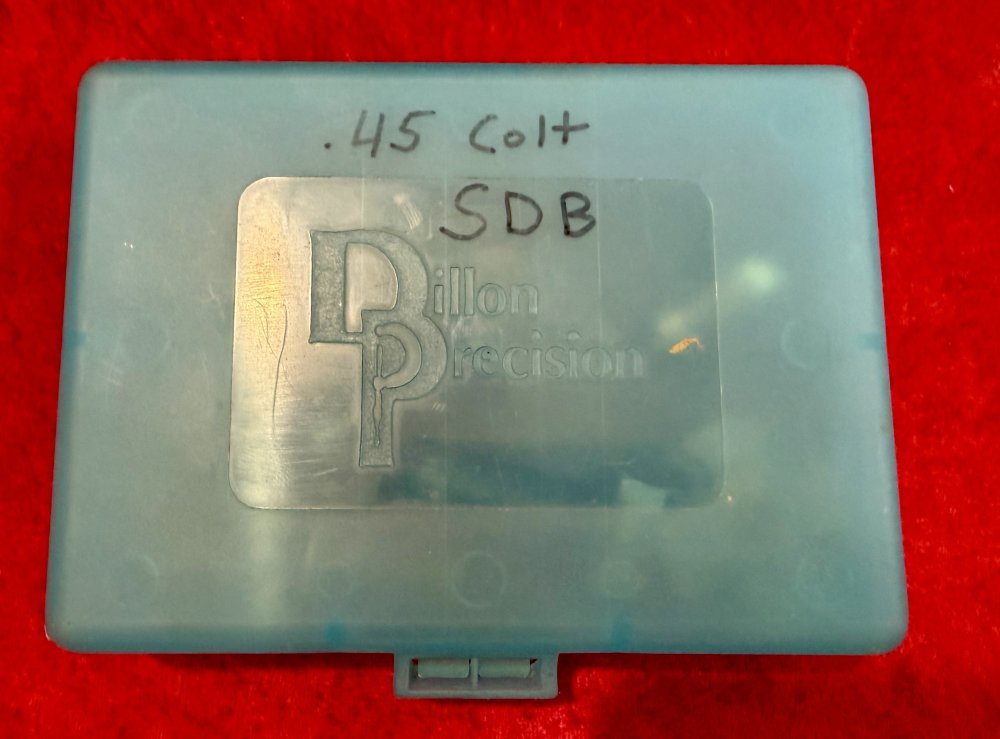 .45 Colt
SDB
Dillon
Precision